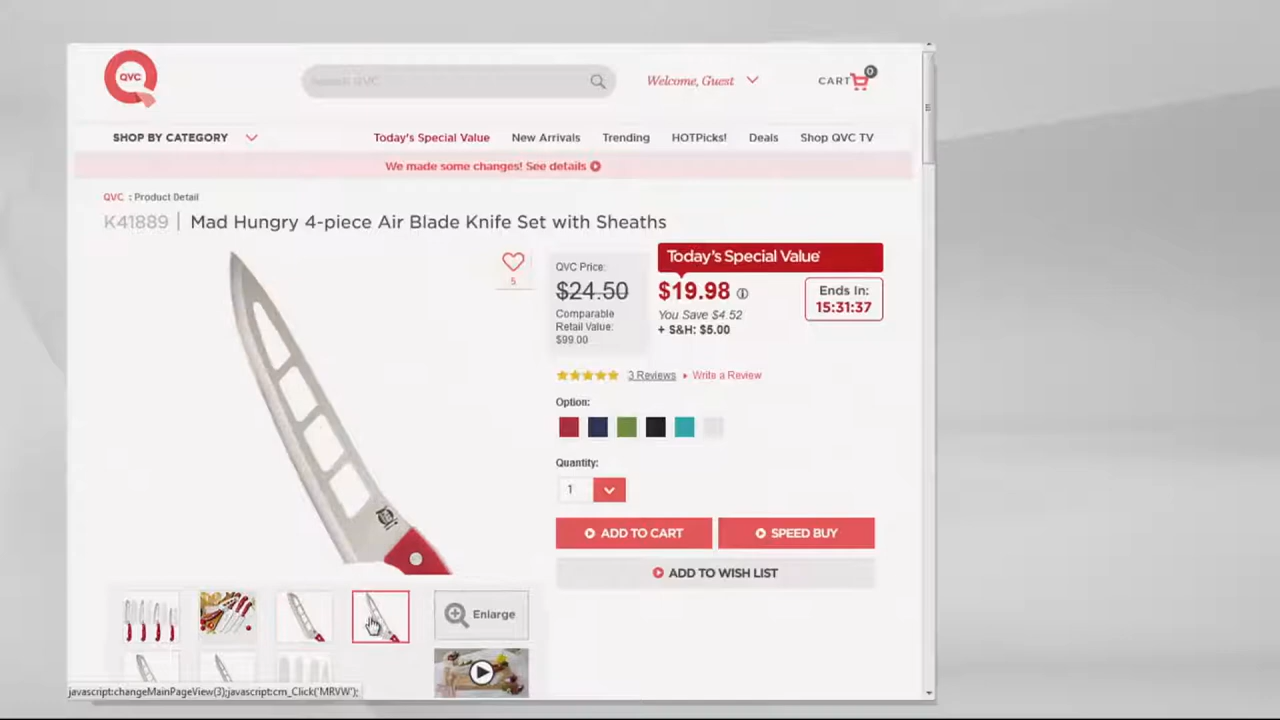 QVC
Search QVC
Welcome, Guest
CART 0
SHOP BY CATEGORY
Today's Special Value New Arrivals Trending HOTPicks! Deals Shop QVC TV
We made some changes! See details
QVC : Product Detail
K41889 | Mad Hungry 4-piece Air Blade Knife Set with Sheaths
5
QVC Price:
$24.50
Comparable
Retail Value:
$99.00
Today's Special Value
$19.98
You Save $4.52
+ S&H: $5.00
Ends In:
15:31:37
3 Reviews • Write a Review
Option:
Quantity:
1
ADD TO CART
SPEED BUY
ADD TO WISH LIST
Enlarge
javascript:changeMainPageView(3);javascript:cm_Click('MRVW');